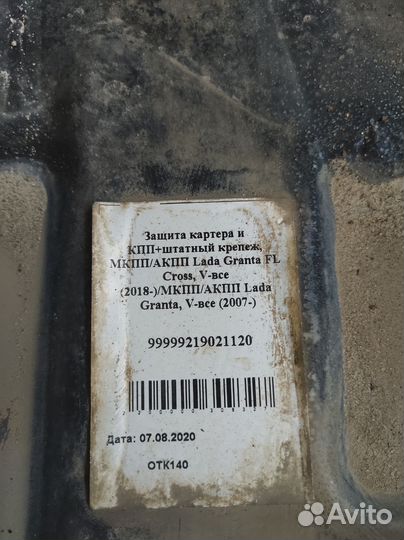 Защита картера и
КПП+штатный крепеж,
МКПП/АКПП Lada Granta FL
Cross, V-все
(2018-)/МКПП/АКПП Lada
Granta, V-все (2007-)
99999219021120
Дата: 07.08.2020
ОТК140
Avito